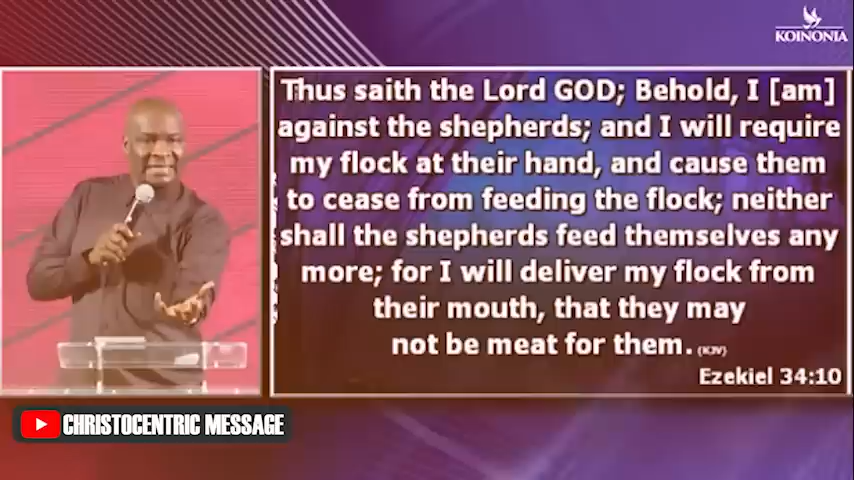 KOINONIA
Thus saith the Lord GOD; Behold, I [am]
against the shepherds; and I will require
my flock at their hand, and cause them
to cease from feeding the flock; neither
shall the shepherds feed themselves any
more; for I will deliver my flock from
their mouth, that they may
not be meat for them. (KJV)
Ezekiel 34:10
CHRISTOCENTRIC MESSAGE